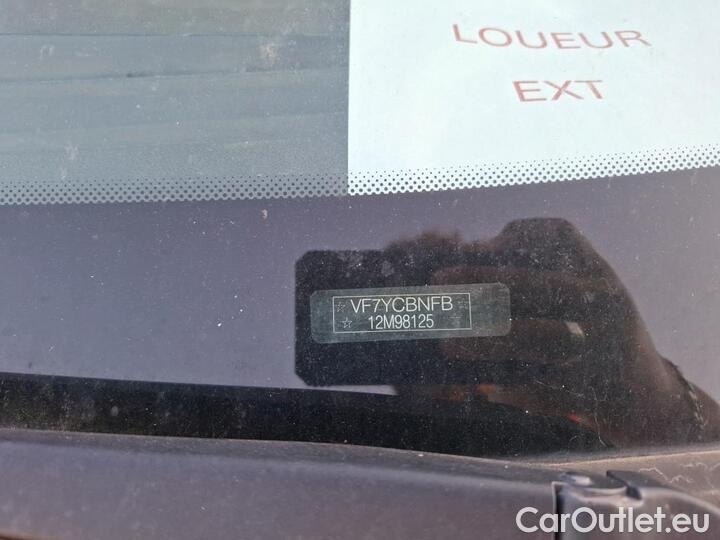 LOUEUR
EXT
☆ VF7YCBNFB ☆
☆ 12M98125 ☆
CarOutlet.eu